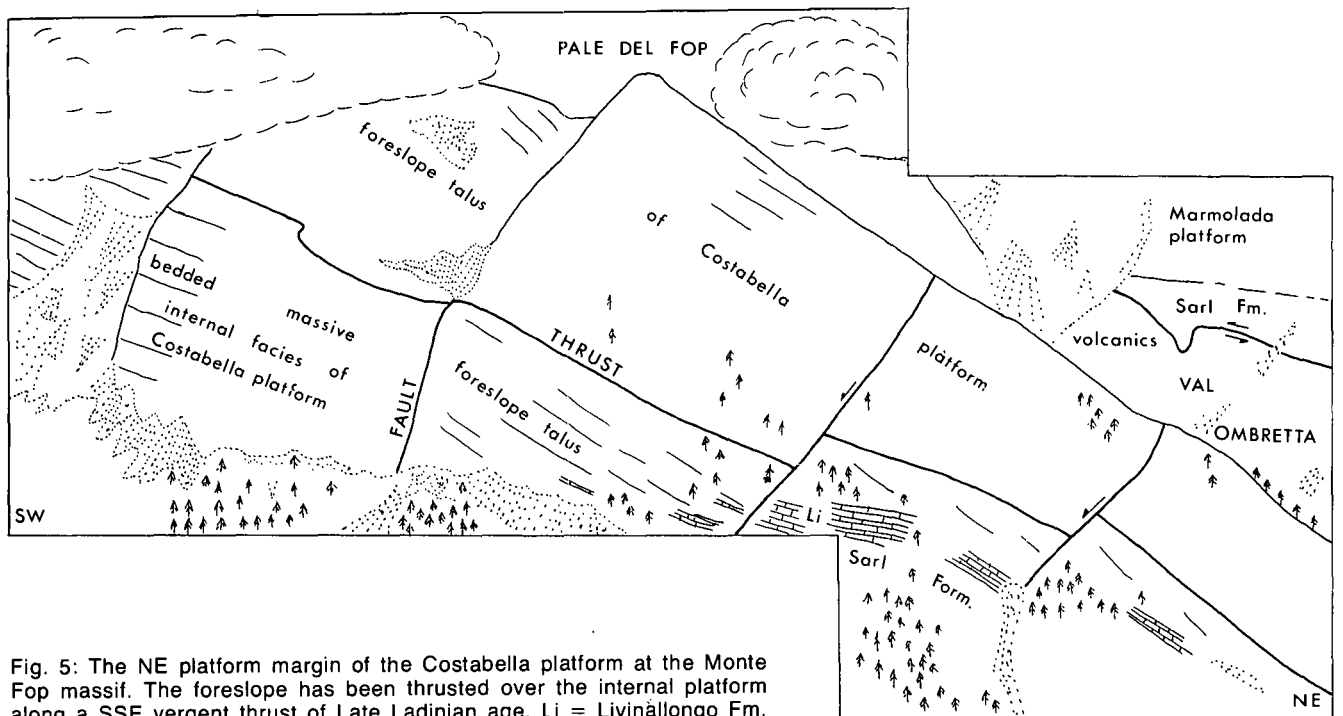 PALE DEL FOP
foreslope talus
of
Costabella
platform
Marmolada
platform
Sarl Fm.
volcanics
VAL
OMBRETTA
bedded massive
internal facies of
Costabella platform
FAULT
THRUST
foreslope talus
Li
Sarl Form.
SW
NE
Fig. 5: The NE platform margin of the Costabella platform at the Monte
Fop massif. The foreslope has been thrusted over the internal platform
along a SSE vergent thrust of Late Ladinian age. Li = Livinàllongo Fm.